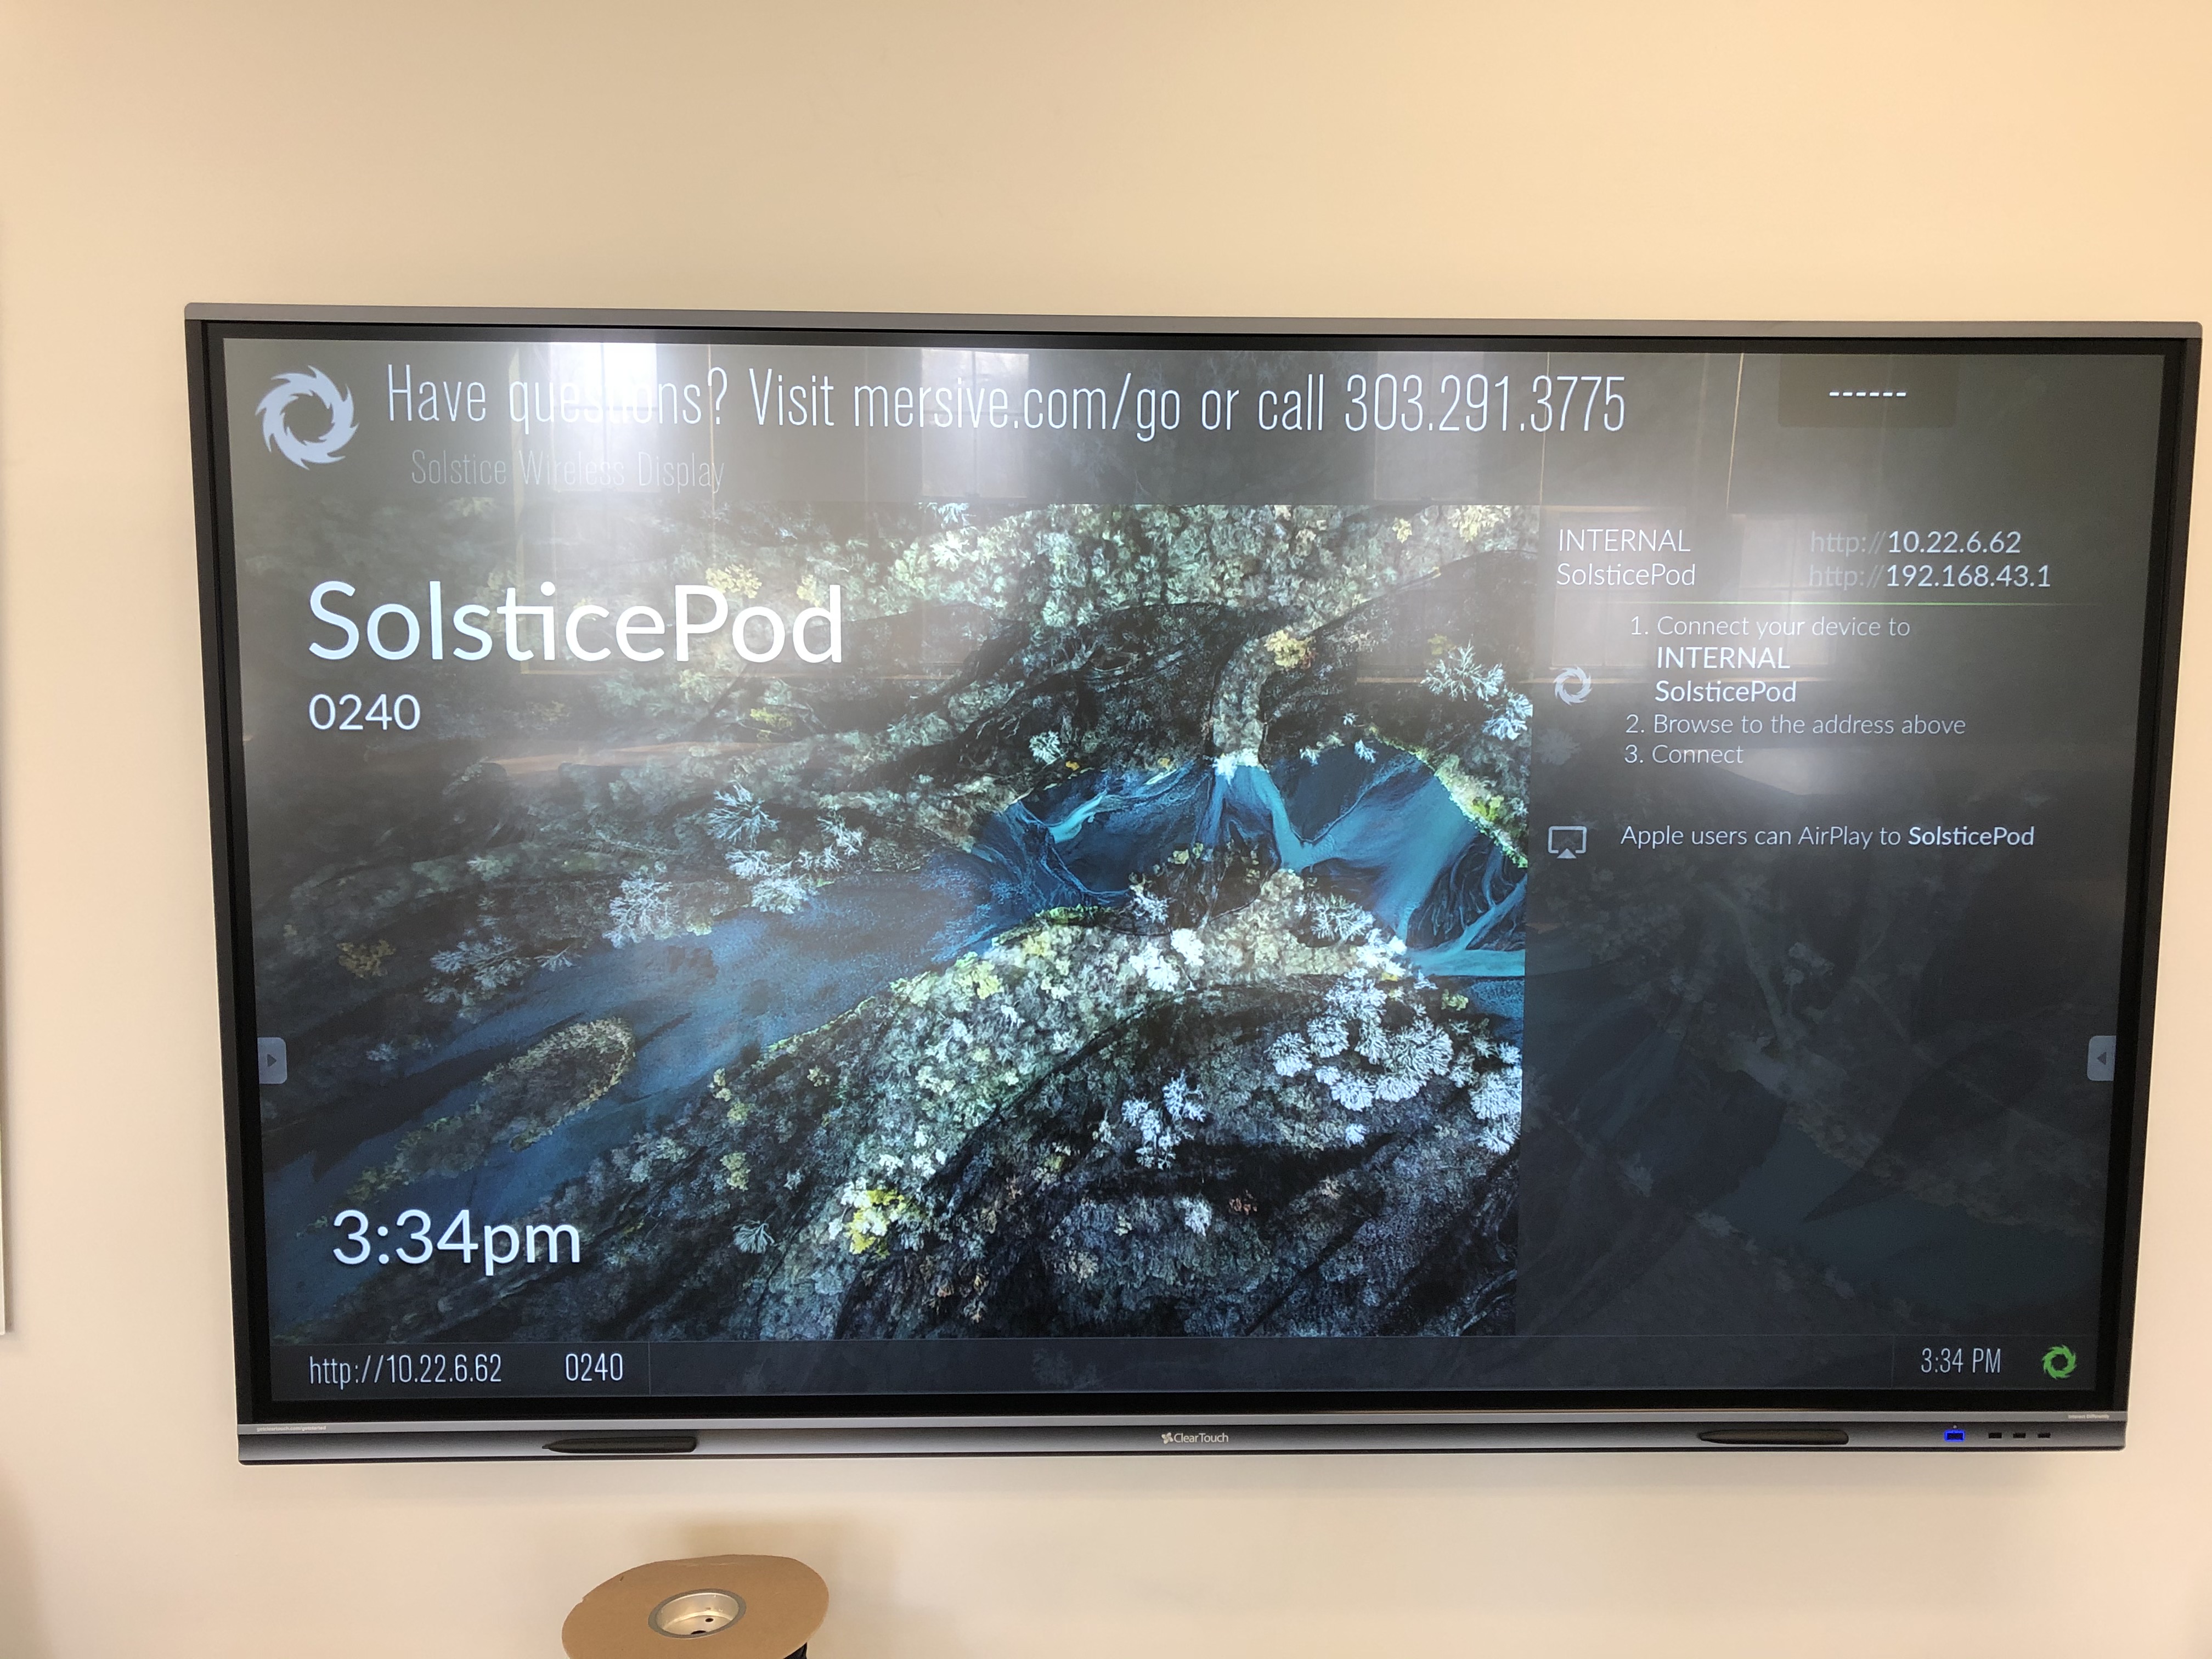 Have questions? Visit mersive.com/go or call 303.291.3775
------
Solstice Wireless Display
SolsticePod
0240
INTERNAL http://10.22.6.62
SolsticePod http://192.168.43.1
1. Connect your device to
INTERNAL
SolsticePod
2. Browse to the address above
3. Connect
Apple users can AirPlay to SolsticePod
3:34pm
http://10.22.6.62 0240
3:34 PM
ClearTouch